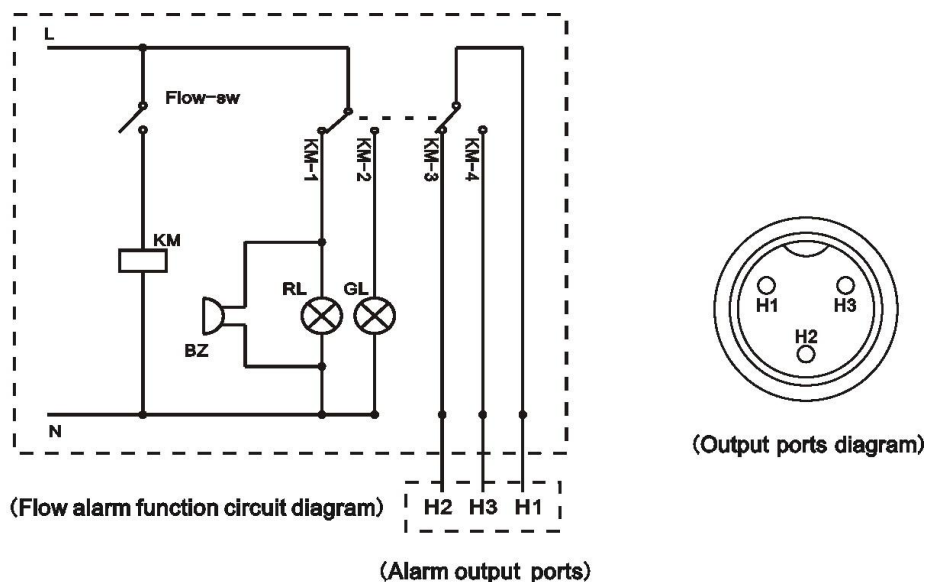 L
Flow-sw
KM-1
KM-2
KM-3
KM-4
KM
RL
GL
BZ
N
H1
H3
H2
(Output ports diagram)
(Flow alarm function circuit diagram)
H2 H3 H1
(Alarm output ports)